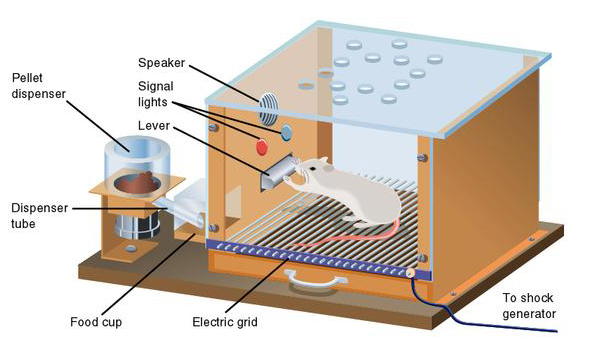 Speaker
Pellet
dispenser
Signal
lights
Lever
Dispenser
tube
Food cup
Electric grid
To shock
generator